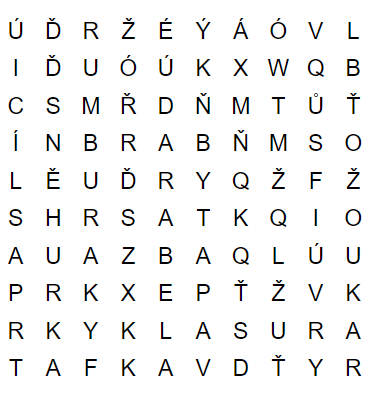 Ú Ď R Ž É Ý Á Ó V L
I Ď U Ó Ú K X W Q B
C S M Ř D Ň M T Ů Ť
Í N B R A B Ň M S O
L Ě U Ď R Y Q Ž F Ž
S H R S A T K Q I O
A U A Z B A Q L Ú U
P R K X E P Ť Ž V K
R K Y K L A S U R A
T A F K A V D Ť Y R